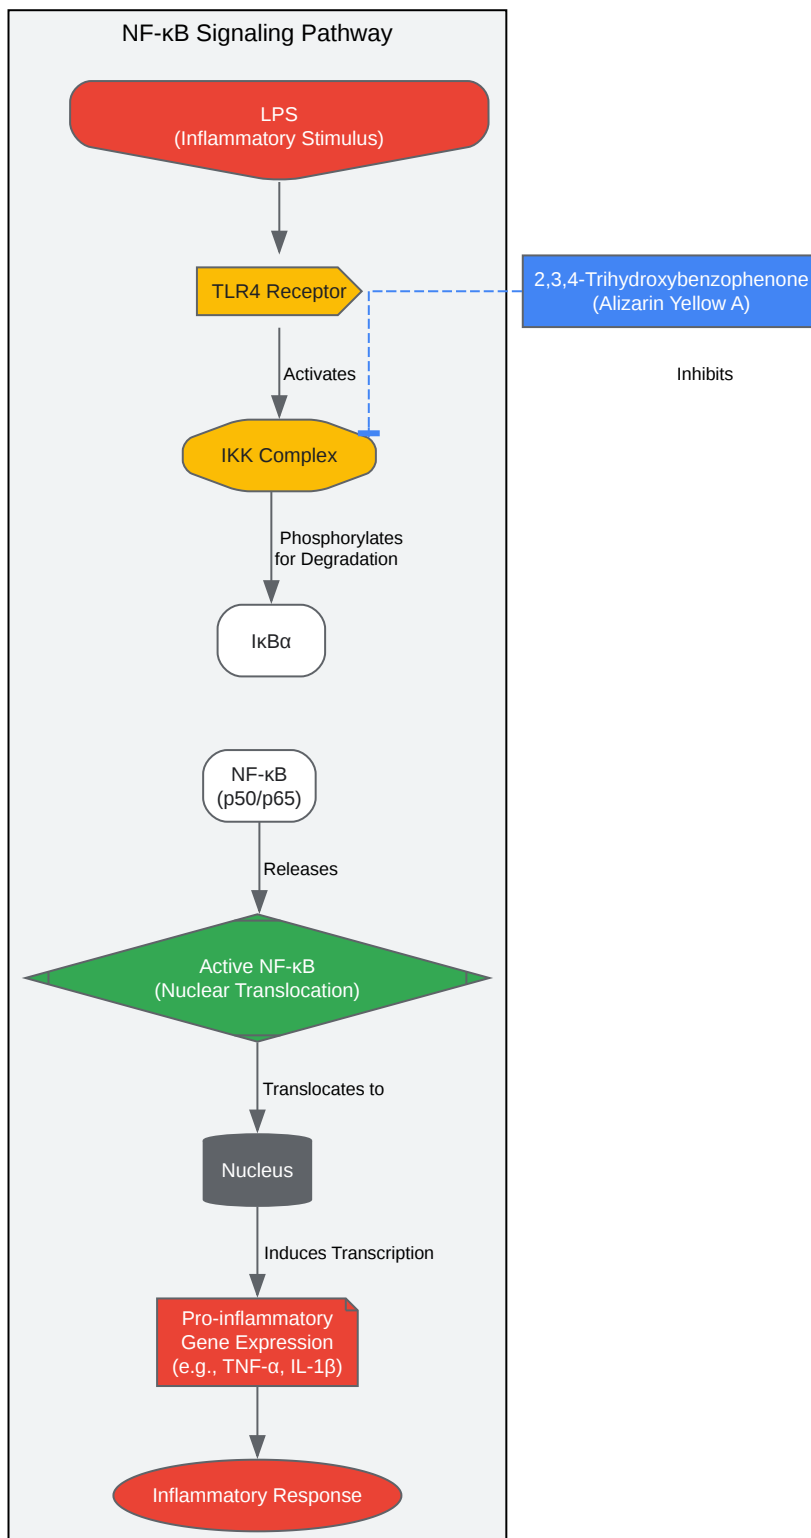 NF-κB Signaling Pathway
LPS
(Inflammatory Stimulus)
TLR4 Receptor
2,3,4-Trihydroxybenzophenone
(Alizarin Yellow A)
Activates
Inhibits
IKK Complex
Phosphorylates
for Degradation
IκBα
NF-κB
(p50/p65)
Releases
Active NF-κB
(Nuclear Translocation)
Translocates to
Nucleus
Induces Transcription
Pro-inflammatory
Gene Expression
(e.g., TNF-α, IL-1β)
Inflammatory Response